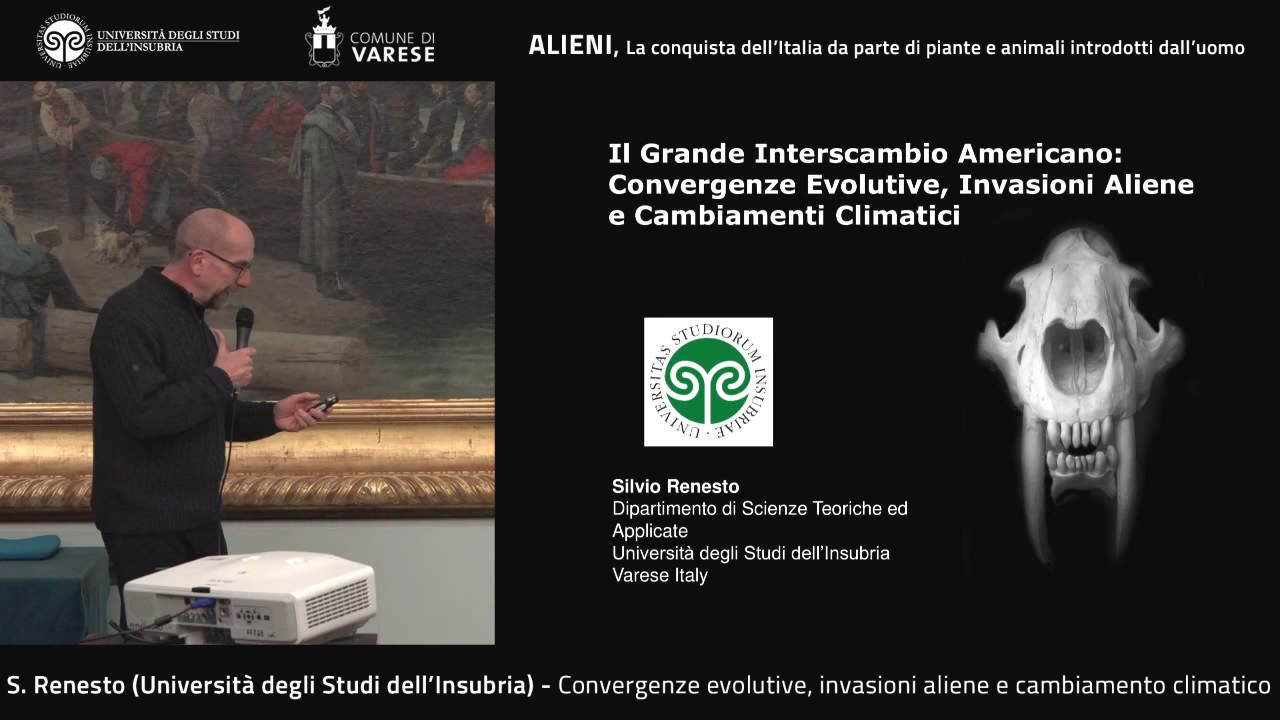 UNIVERSITÀ DEGLI STUDI
DELL'INSUBRIA
COMUNE DI
VARESE
ALIENI, La conquista dell'Italia da parte di piante e animali introdotti dall'uomo
Il Grande Interscambio Americano:
Convergenze Evolutive, Invasioni Aliene
e Cambiamenti Climatici
UNIVERSITAS STUDIORUM INSUBRIAE
Silvio Renesto
Dipartimento di Scienze Teoriche ed
Applicate
Università degli Studi dell'Insubria
Varese Italy
S. Renesto (Università degli Studi dell'Insubria) - Convergenze evolutive, invasioni aliene e cambiamento climatico